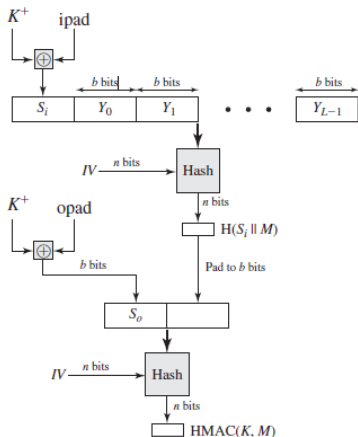 K+ ipad
b bits b bits b bits
Si Y0 Y1 • • • YL−1
IV n bits Hash
n bits
K+ opad
H(Si || M)
b bits Pad to b bits
So
IV n bits Hash
n bits
HMAC(K, M)